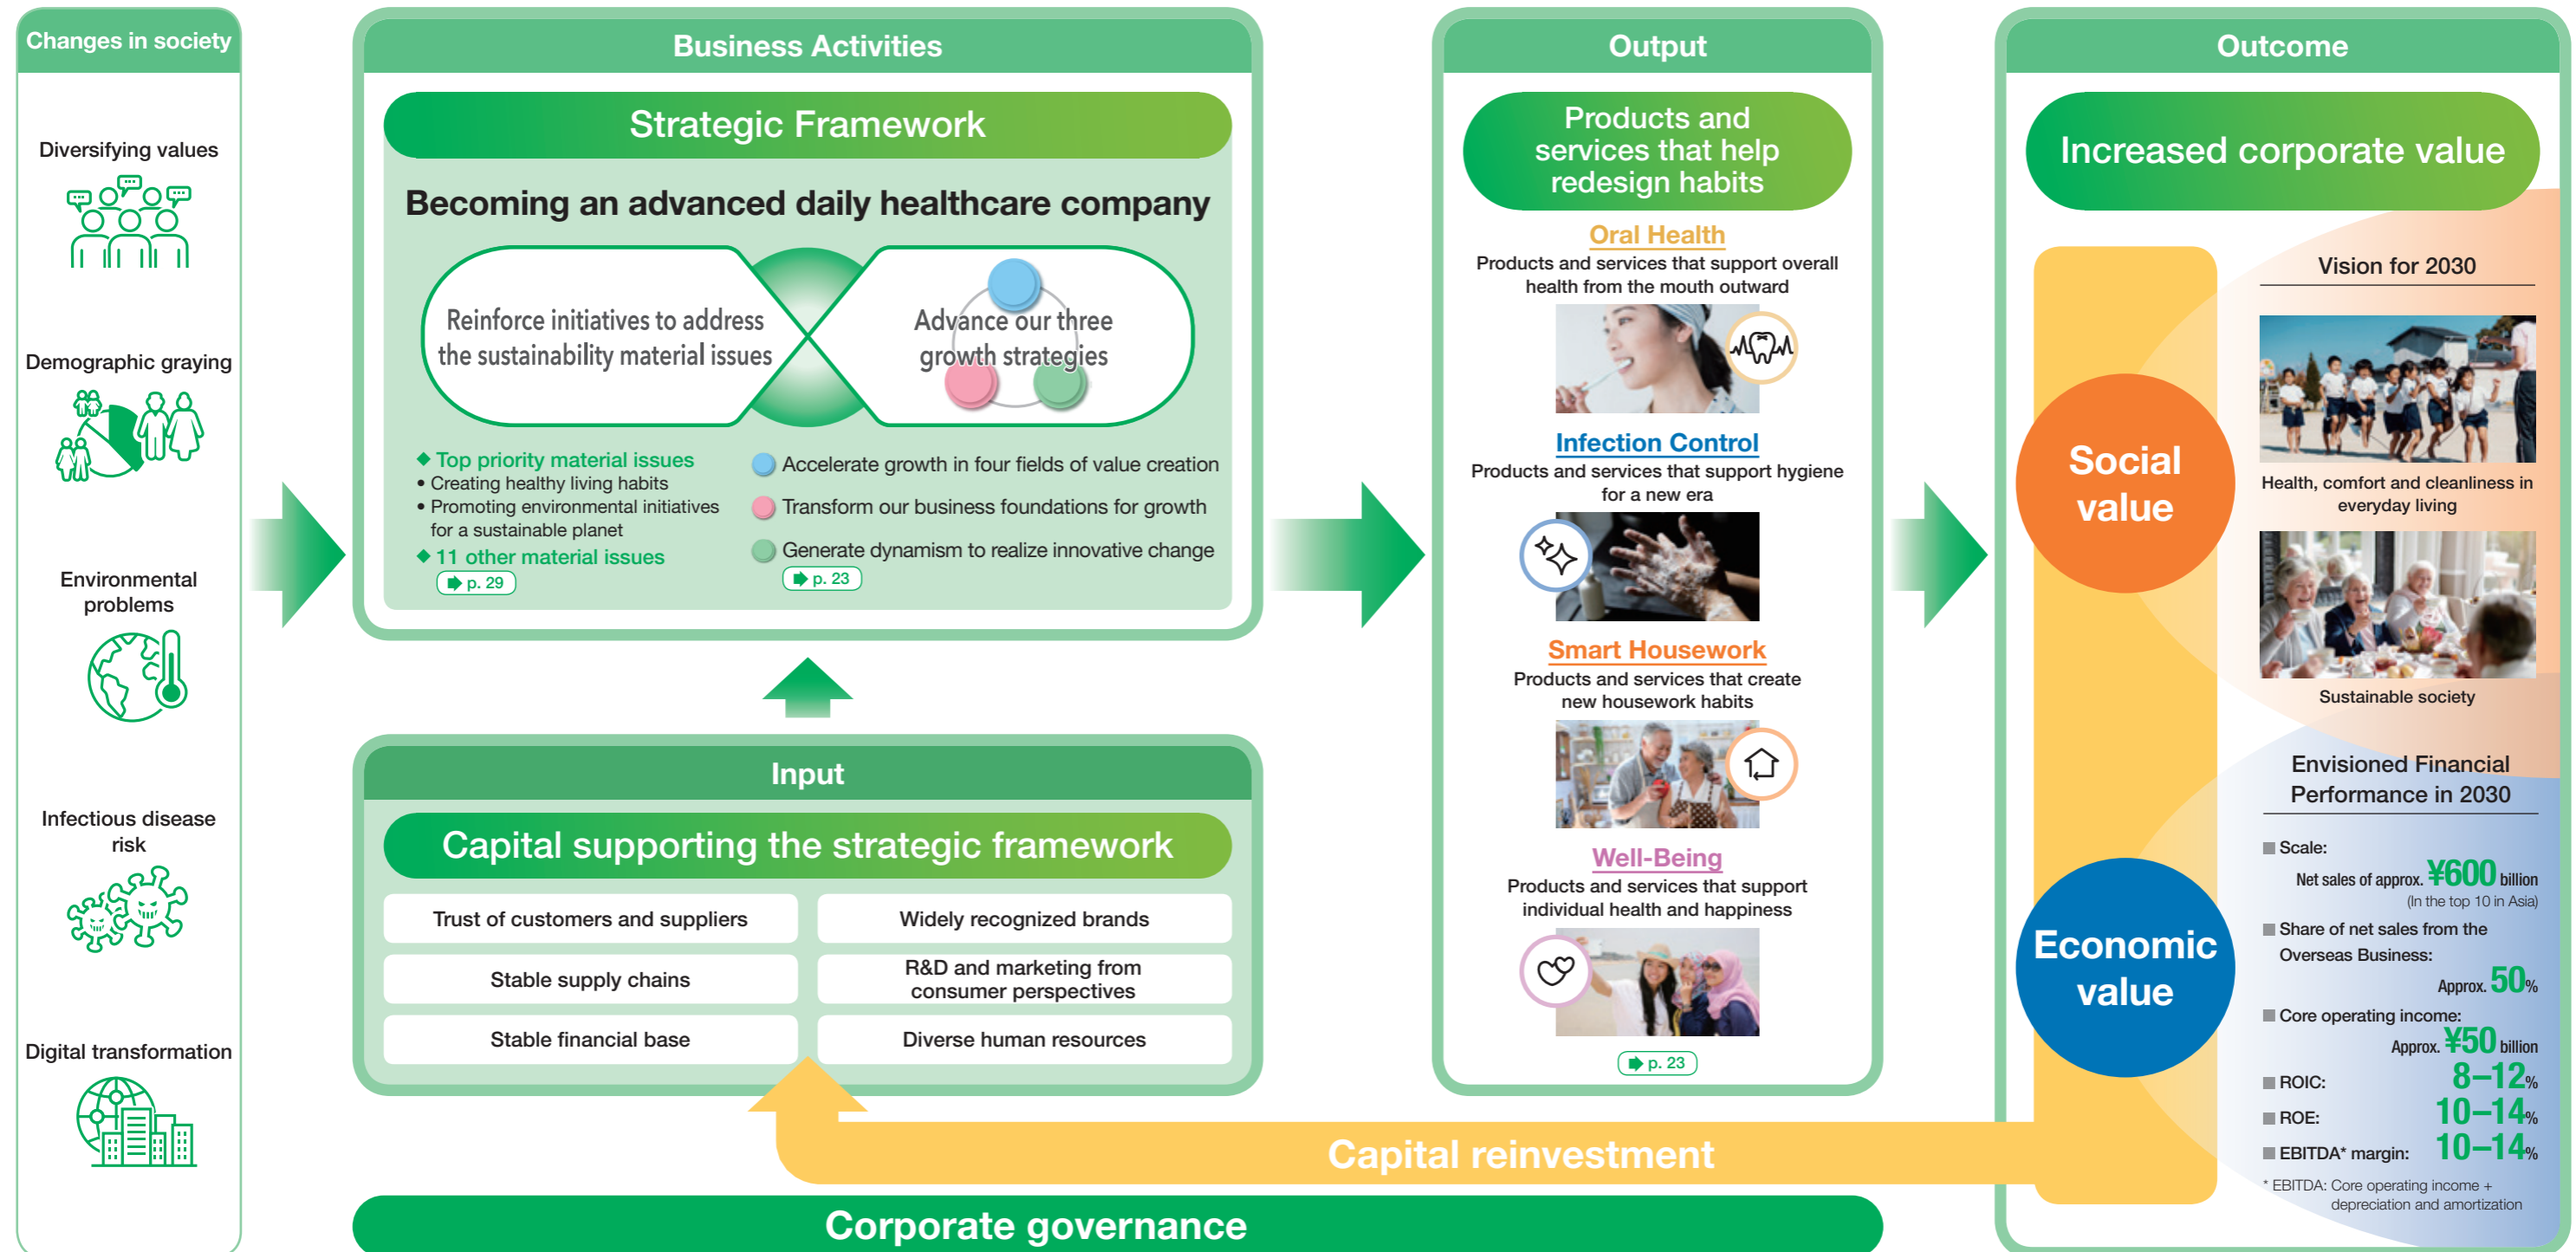 Changes in society
Diversifying values
Demographic graying
Environmental
problems
Infectious disease
risk
Digital transformation
Business Activities
Strategic Framework
Becoming an advanced daily healthcare company
Reinforce initiatives to address
the sustainability material issues
Advance our three
growth strategies
◆ Top priority material issues
• Creating healthy living habits
• Promoting environmental initiatives
for a sustainable planet
◆ 11 other material issues
p. 29
Accelerate growth in four fields of value creation
Transform our business foundations for growth
Generate dynamism to realize innovative change
p. 23
Input
Capital supporting the strategic framework
Trust of customers and suppliers
Widely recognized brands
Stable supply chains
R&D and marketing from
consumer perspectives
Stable financial base
Diverse human resources
Output
Products and
services that help
redesign habits
Oral Health
Products and services that support overall
health from the mouth outward
Infection Control
Products and services that support hygiene
for a new era
Smart Housework
Products and services that create
new housework habits
Well-Being
Products and services that support
individual health and happiness
p. 23
Outcome
Increased corporate value
Social
value
Economic
value
Vision for 2030
Health, comfort and cleanliness in
everyday living
Sustainable society
Envisioned Financial
Performance in 2030
■ Scale:
Net sales of approx. ¥600 billion
(In the top 10 in Asia)
■ Share of net sales from the
Overseas Business:
Approx. 50%
■ Core operating income:
Approx. ¥50 billion
■ ROIC: 8–12%
■ ROE: 10–14%
■ EBITDA* margin: 10–14%
* EBITDA: Core operating income +
depreciation and amortization
Capital reinvestment
Corporate governance